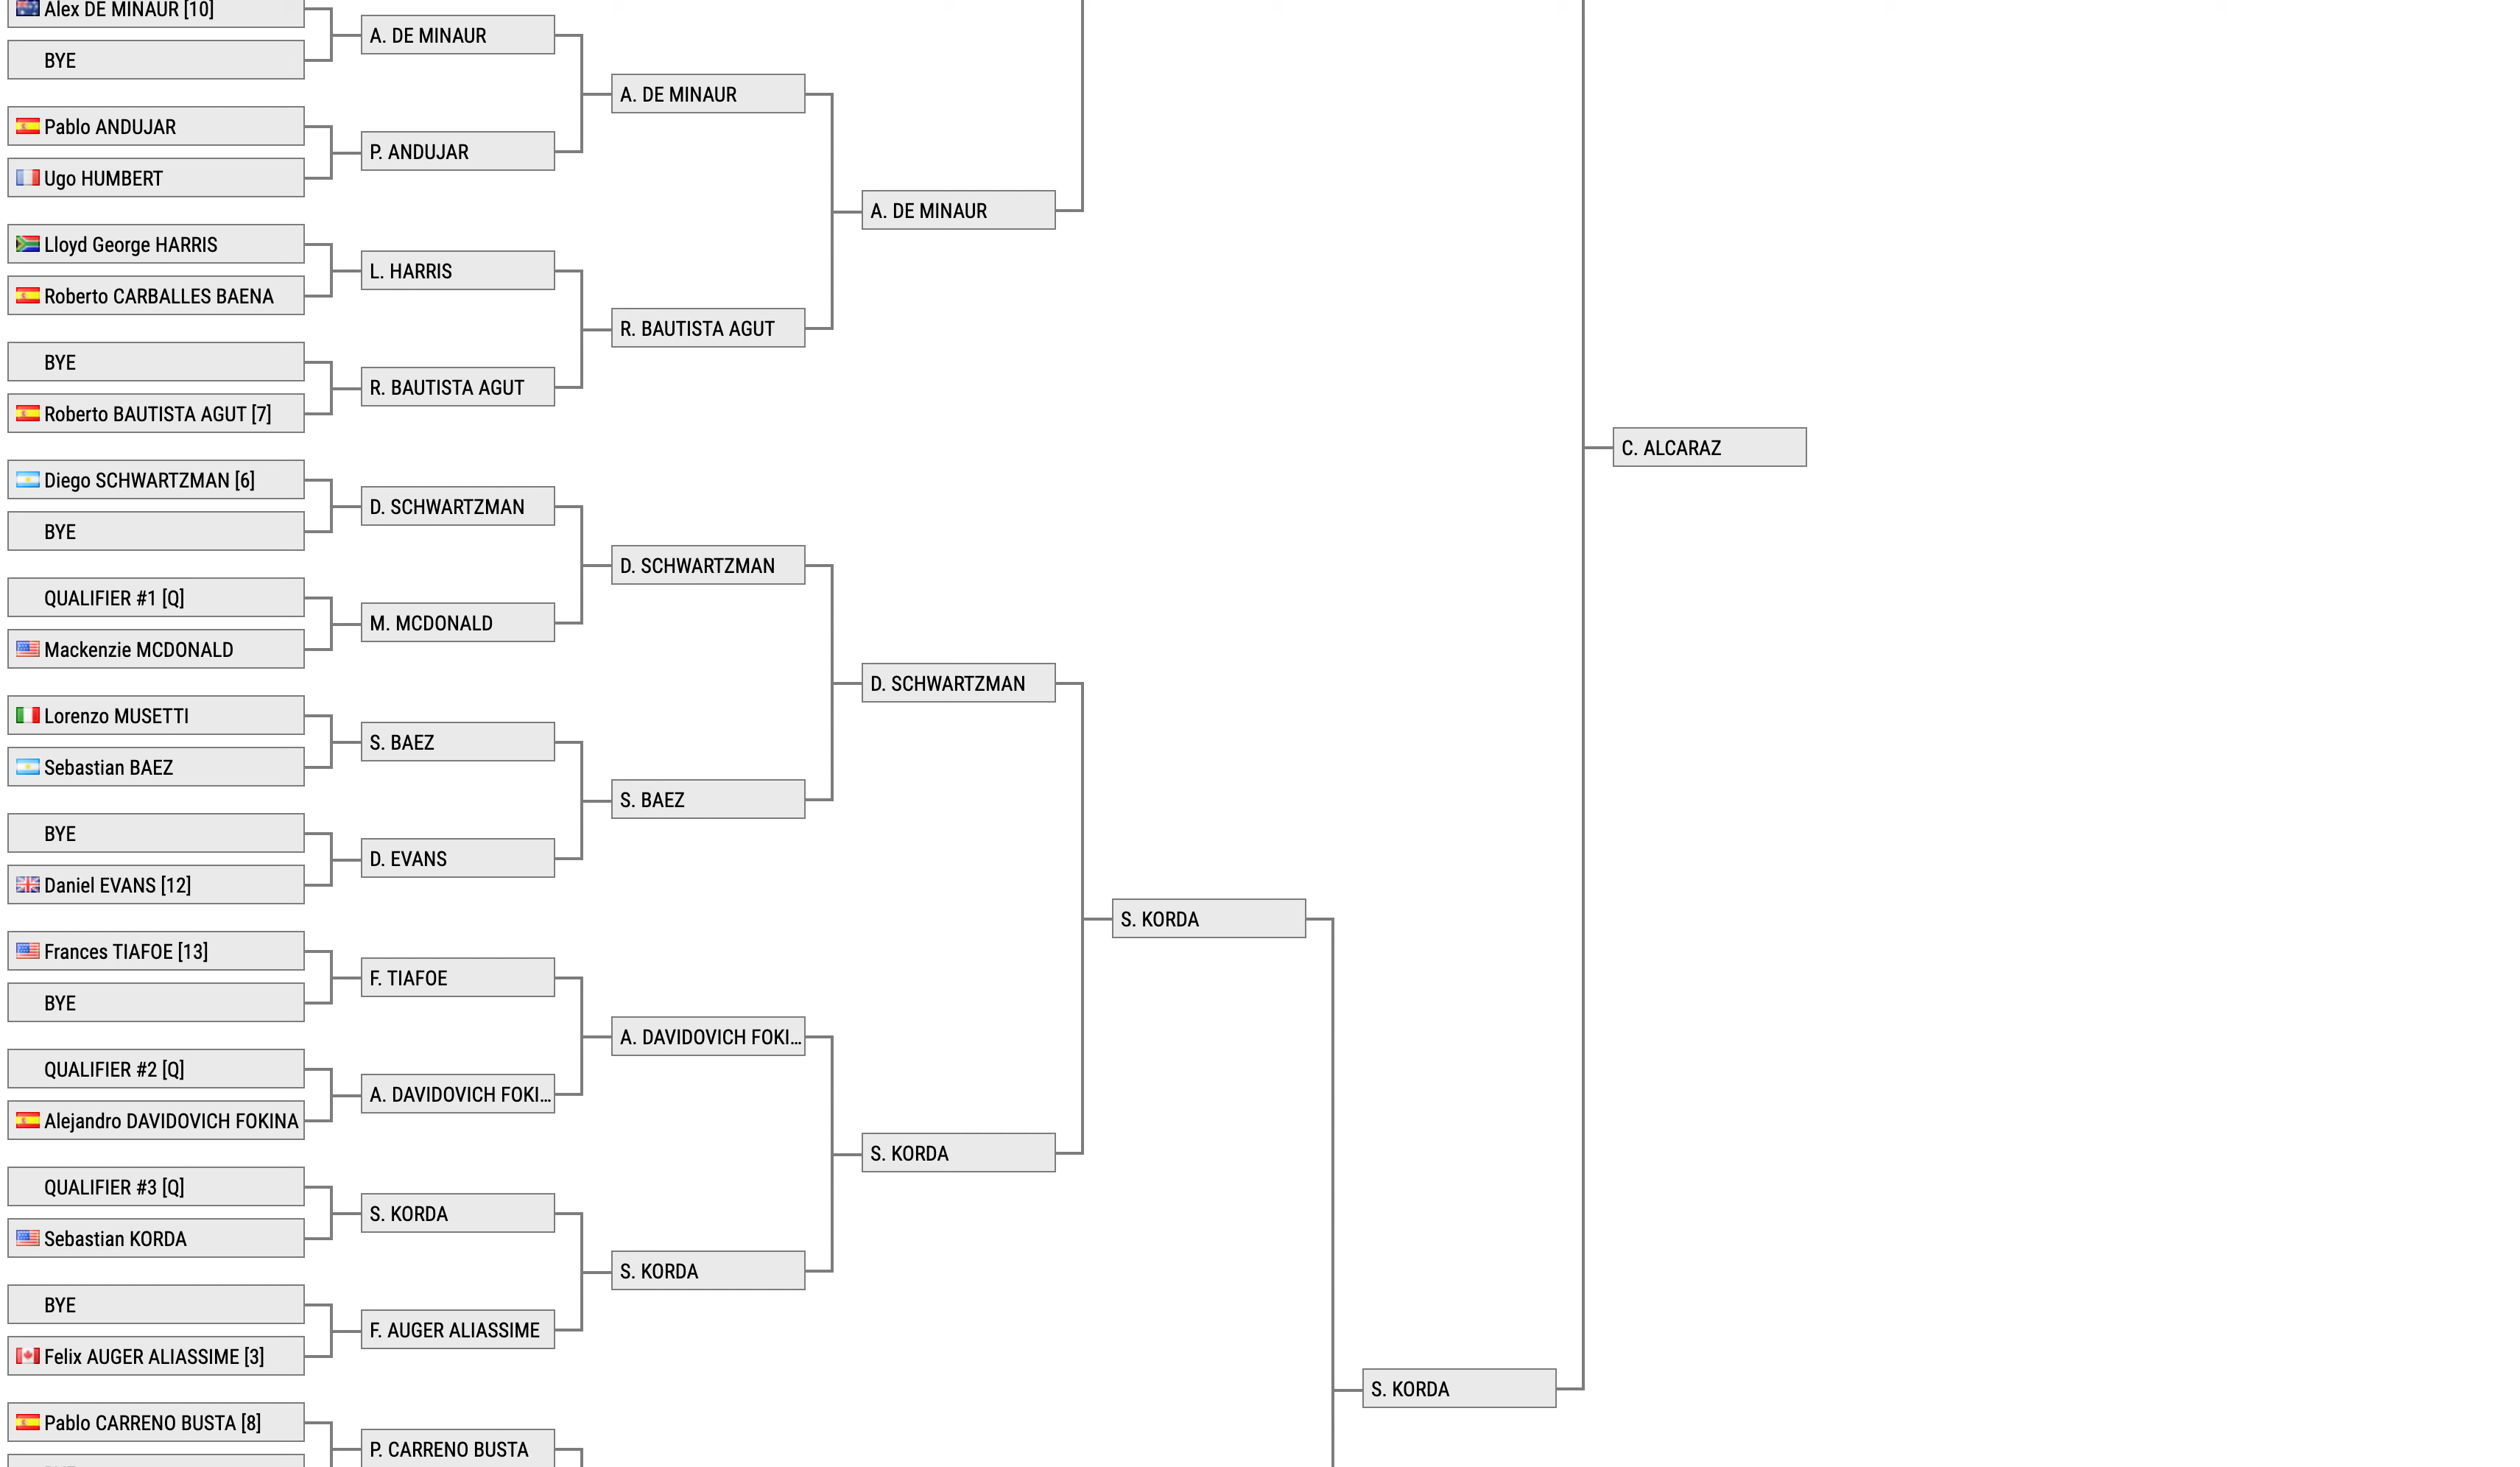 Alex DE MINAUR [10]
BYE
Pablo ANDUJAR
Ugo HUMBERT
Lloyd George HARRIS
Roberto CARBALLES BAENA
BYE
Roberto BAUTISTA AGUT [7]
Diego SCHWARTZMAN [6]
BYE
QUALIFIER #1 [Q]
Mackenzie MCDONALD
Lorenzo MUSETTI
Sebastian BAEZ
BYE
Daniel EVANS [12]
Frances TIAFOE [13]
BYE
QUALIFIER #2 [Q]
Alejandro DAVIDOVICH FOKINA
QUALIFIER #3 [Q]
Sebastian KORDA
BYE
Felix AUGER ALIASSIME [3]
Pablo CARRENO BUSTA [8]
A. DE MINAUR
P. ANDUJAR
L. HARRIS
R. BAUTISTA AGUT
D. SCHWARTZMAN
M. MCDONALD
S. BAEZ
D. EVANS
F. TIAFOE
A. DAVIDOVICH FOKI...
S. KORDA
F. AUGER ALIASSIME
P. CARRENO BUSTA
A. DE MINAUR
R. BAUTISTA AGUT
D. SCHWARTZMAN
S. BAEZ
A. DAVIDOVICH FOKI...
S. KORDA
A. DE MINAUR
D. SCHWARTZMAN
S. KORDA
S. KORDA
S. KORDA
C. ALCARAZ